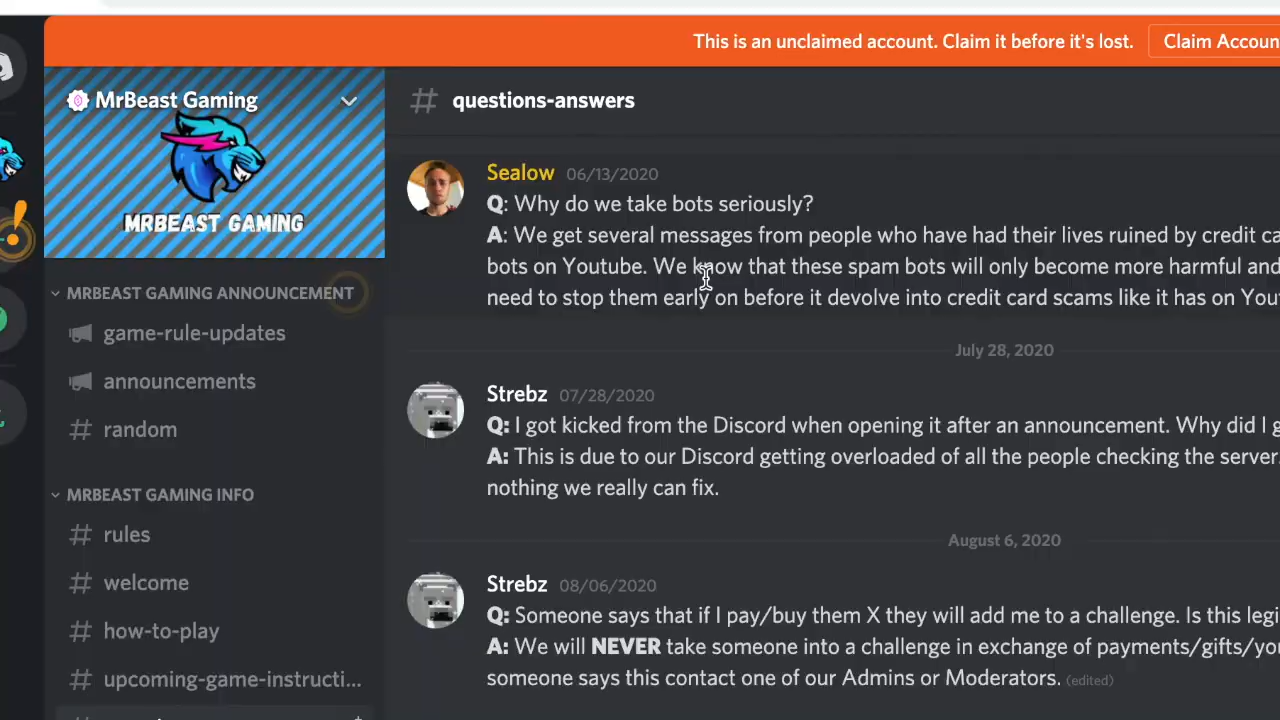 This is an unclaimed account. Claim it before it's lost.
Claim Accoun
MrBeast Gaming
MRBEAST GAMING
MRBEAST GAMING ANNOUNCEMENT
game-rule-updates
announcements
# random
MRBEAST GAMING INFO
# rules
# welcome
# how-to-play
# upcoming-game-instructi...
# questions-answers
Sealow 06/13/2020
Q: Why do we take bots seriously?
A: We get several messages from people who have had their lives ruined by credit ca
bots on Youtube. We know that these spam bots will only become more harmful and
need to stop them early on before it devolve into credit card scams like it has on You
July 28, 2020
Strebz 07/28/2020
Q: I got kicked from the Discord when opening it after an announcement. Why did I g
A: This is due to our Discord getting overloaded of all the people checking the server.
nothing we really can fix.
August 6, 2020
Strebz 08/06/2020
Q: Someone says that if I pay/buy them X they will add me to a challenge. Is this legi
A: We will NEVER take someone into a challenge in exchange of payments/gifts/yo
someone says this contact one of our Admins or Moderators. (edited)